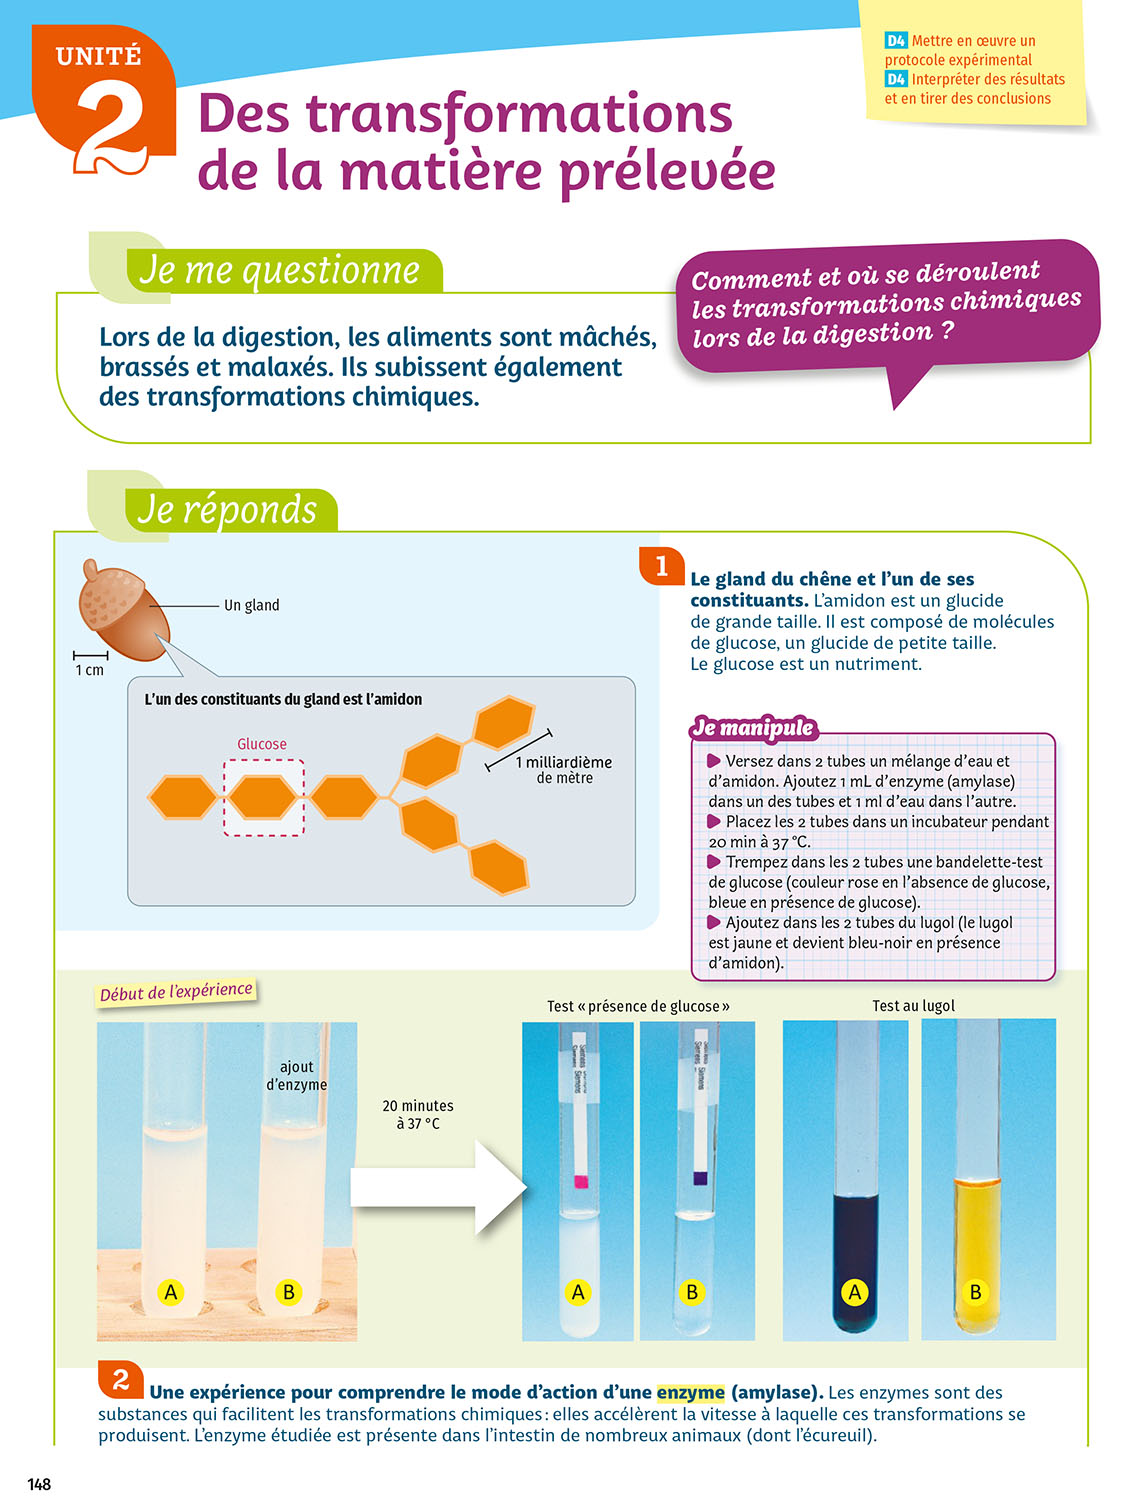 UNITÉ
2
D4 Mettre en œuvre un
protocole expérimental
D4 Interpréter des résultats
et en tirer des conclusions
Des transformations
de la matière prélevée
Je me questionne
Lors de la digestion, les aliments sont mâchés,
brassés et malaxés. Ils subissent également
des transformations chimiques.
Comment et où se déroulent
les transformations chimiques
lors de la digestion ?
Je réponds
Un gland
1 cm
L'un des constituants du gland est l'amidon
Glucose
1 milliardième
de mètre
1
Le gland du chêne et l'un de ses
constituants. L'amidon est un glucide
de grande taille. Il est composé de molécules
de glucose, un glucide de petite taille.
Le glucose est un nutriment.
Je manipule
Versez dans 2 tubes un mélange d'eau et
d'amidon. Ajoutez 1 mL d'enzyme (amylase)
dans un des tubes et 1 ml d'eau dans l'autre.
Placez les 2 tubes dans un incubateur pendant
20 min à 37 °C.
Trempez dans les 2 tubes une bandelette-test
de glucose (couleur rose en l'absence de glucose,
bleue en présence de glucose).
Ajoutez dans les 2 tubes du lugol (le lugol
est jaune et devient bleu-noir en présence
d'amidon).
Début de l'expérience
ajout
d'enzyme
A
B
20 minutes
à 37 °C
Test « présence de glucose »
Siemens
Siemens
A
B
Test au lugol
A
B
2
Une expérience pour comprendre le mode d'action d'une enzyme (amylase). Les enzymes sont des
substances qui facilitent les transformations chimiques : elles accélèrent la vitesse à laquelle ces transformations se
produisent. L'enzyme étudiée est présente dans l'intestin de nombreux animaux (dont l'écureuil).
148